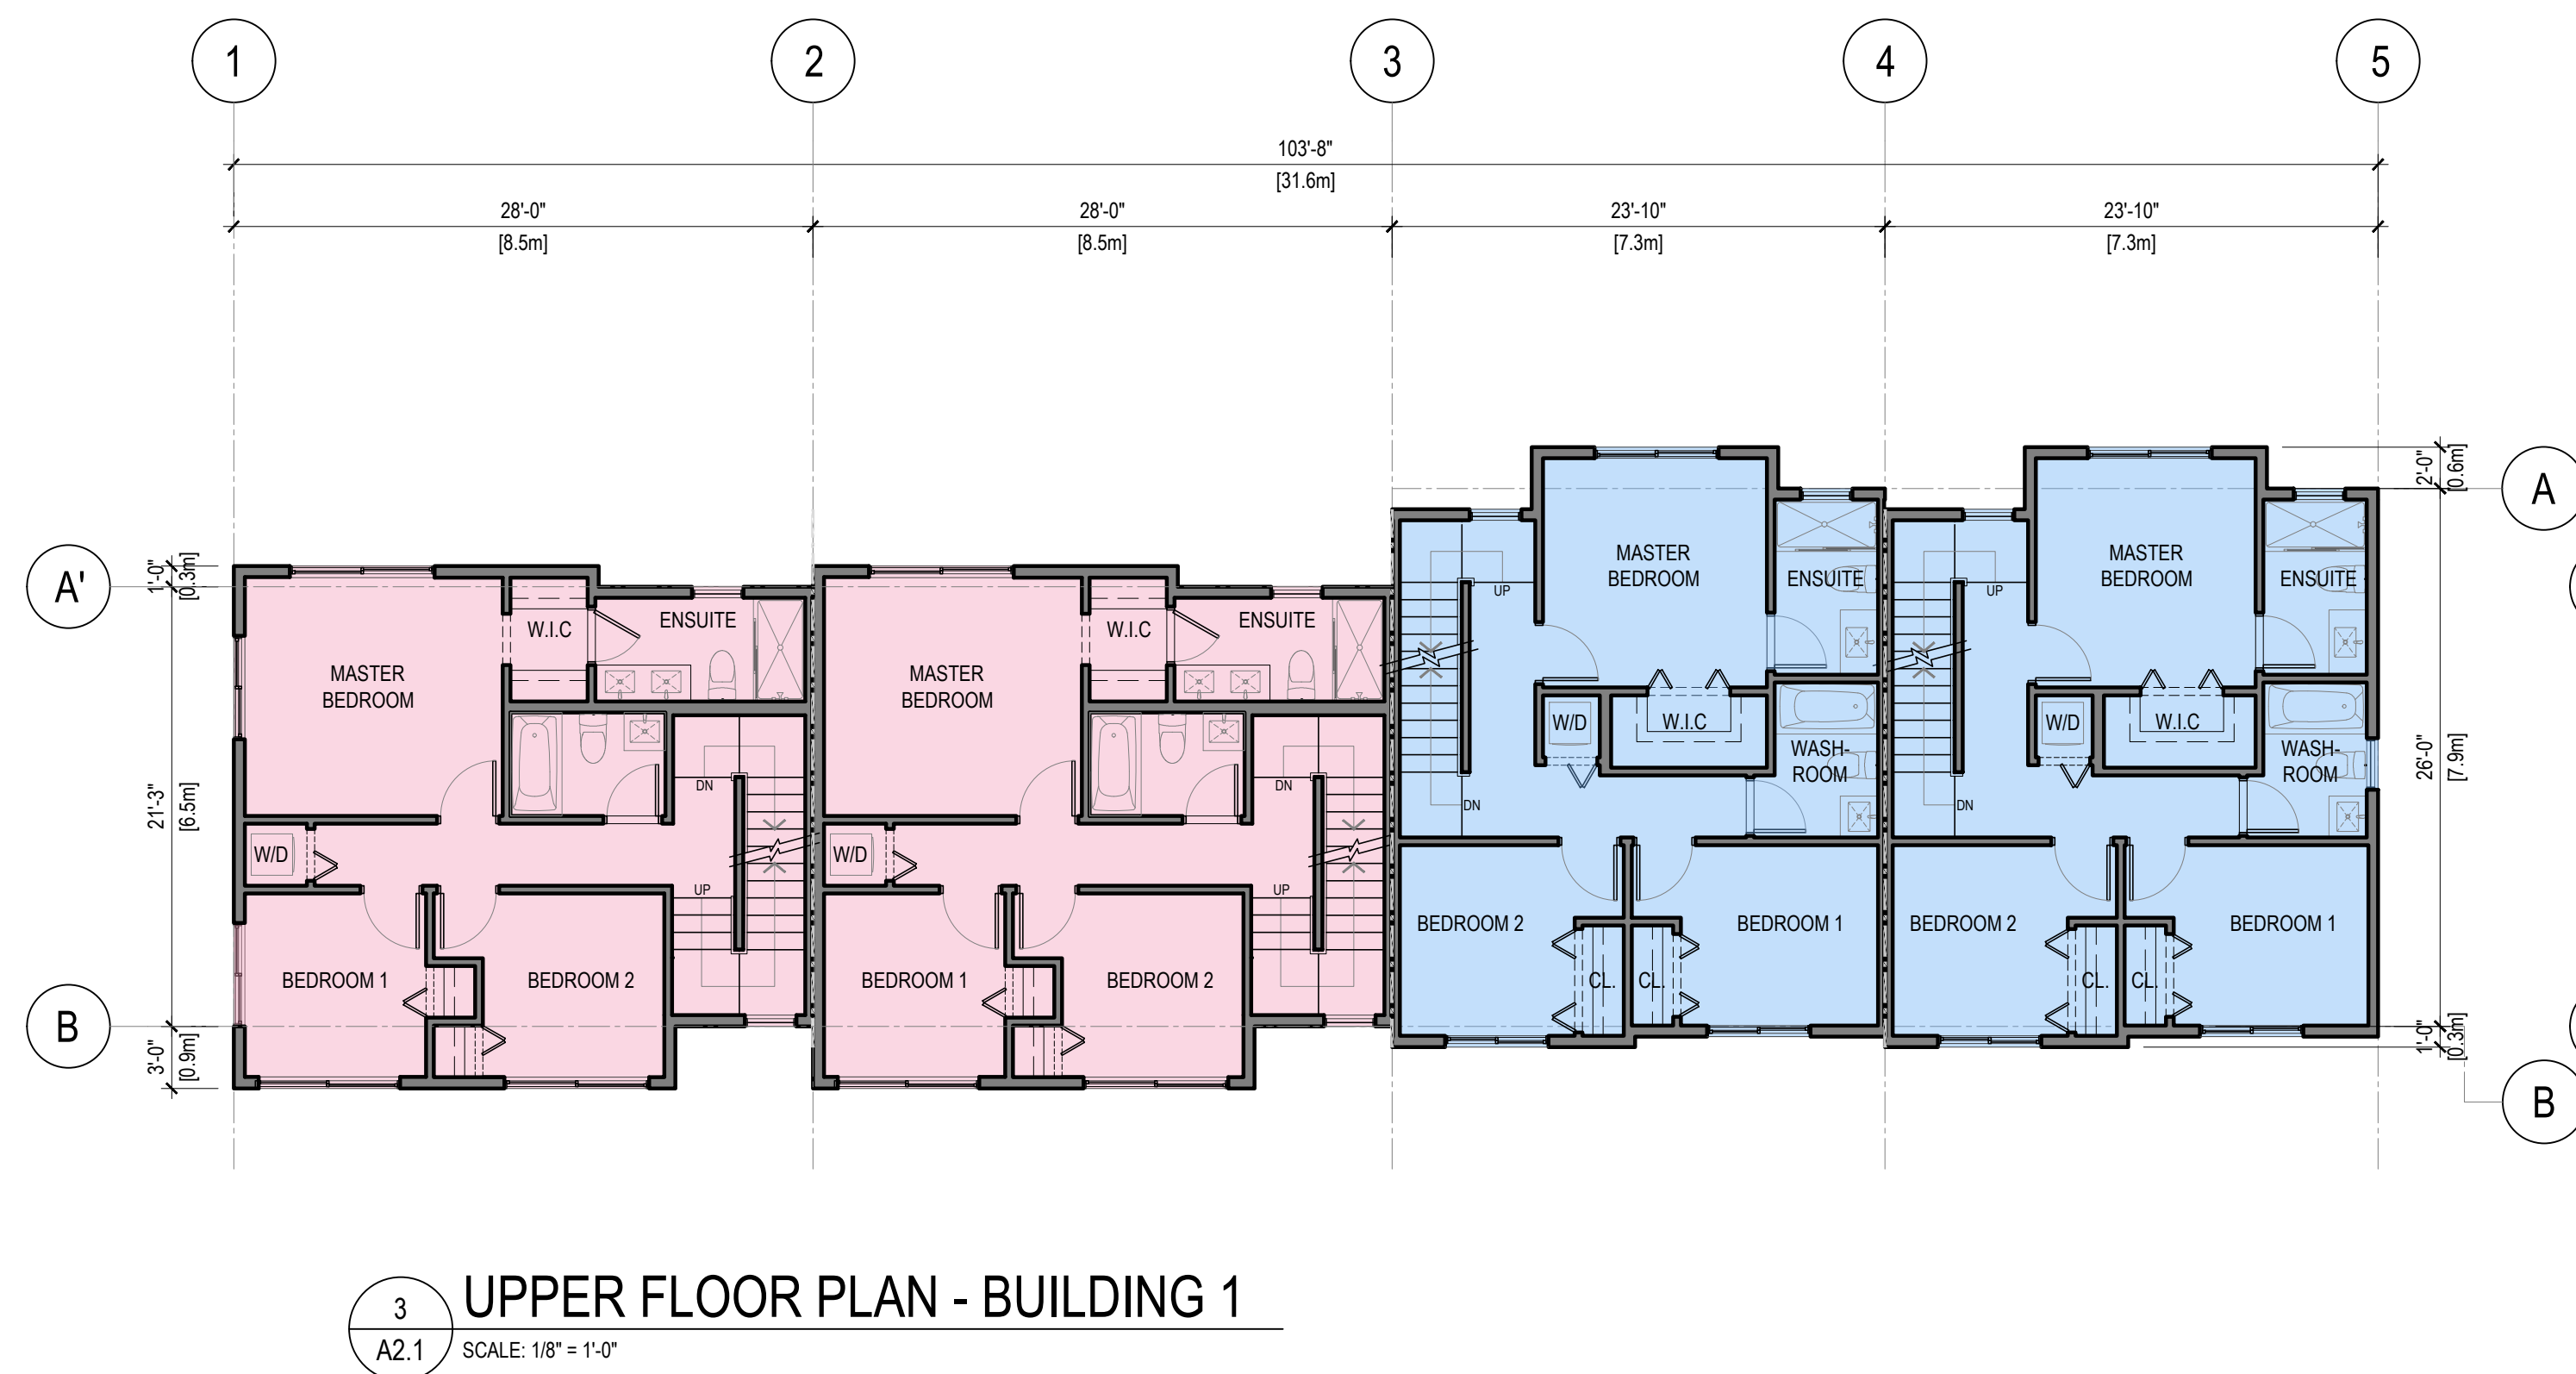 1
2
3
4
5
103'-8"
[31.6m]
28'-0"
[8.5m]
28'-0"
[8.5m]
23'-10"
[7.3m]
23'-10"
[7.3m]
A'
B
1'-0"
[0.3m]
21'-3"
[6.5m]
3'-0"
[0.9m]
MASTER
BEDROOM
W.I.C
ENSUITE
W/D
DN
UP
BEDROOM 1
BEDROOM 2
MASTER
BEDROOM
W.I.C
ENSUITE
W/D
DN
UP
BEDROOM 1
BEDROOM 2
UP
MASTER
BEDROOM
ENSUITE
W/D
W.I.C
WASH-
ROOM
DN
BEDROOM 2
BEDROOM 1
CL.
CL.
UP
MASTER
BEDROOM
ENSUITE
W/D
W.I.C
WASH-
ROOM
DN
BEDROOM 2
BEDROOM 1
CL.
CL.
2'-0"
[0.6m]
26'-0"
[7.9m]
1'-0"
[0.3m]
A
B
3
A2.1
UPPER FLOOR PLAN - BUILDING 1
SCALE: 1/8" = 1'-0"